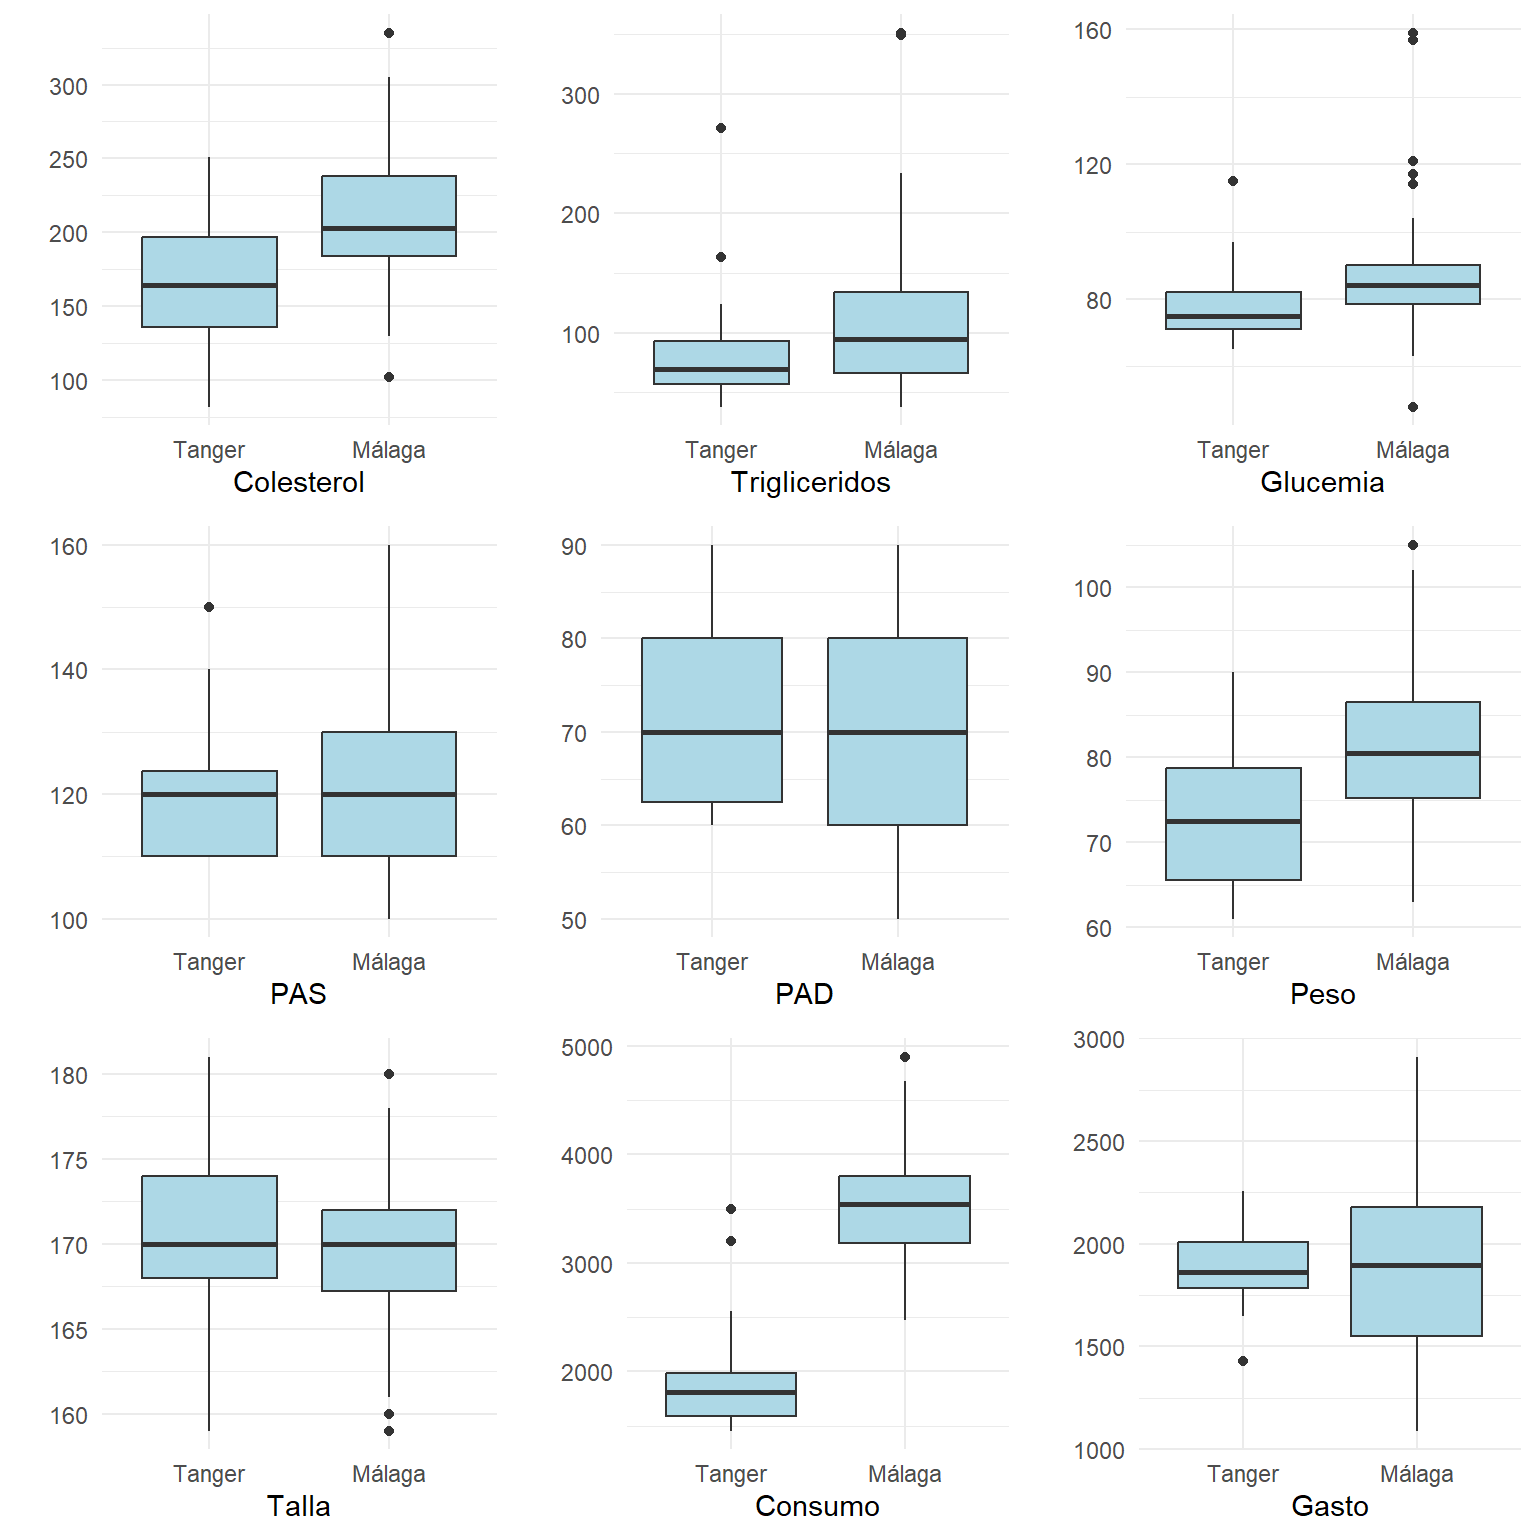 300
250
200
150
100
Tanger Málaga
Colesterol
300
200
100
Tanger Málaga
Trigliceridos
160
120
80
Tanger Málaga
Glucemia
160
140
120
100
Tanger Málaga
PAS
90
80
70
60
50
Tanger Málaga
PAD
100
90
80
70
60
Tanger Málaga
Peso
180
175
170
165
160
Tanger Málaga
Talla
5000
4000
3000
2000
Tanger Málaga
Consumo
3000
2500
2000
1500
1000
Tanger Málaga
Gasto